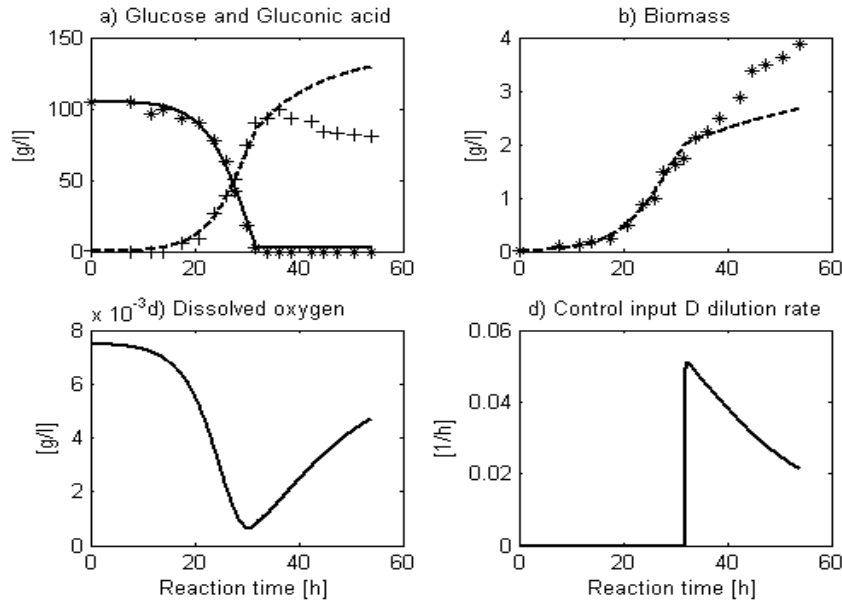 a) Glucose and Gluconic acid
150
100
50
0
[g/l]
0 20 40 60
b) Biomass
4
3
2
1
0
[g/l]
0 20 40 60
x 10-3d) Dissolved oxygen
8
6
4
2
0
[g/l]
0 20 40 60
Reaction time [h]
d) Control input D dilution rate
0.06
0.04
0.02
0
[1/h]
0 20 40 60
Reaction time [h]